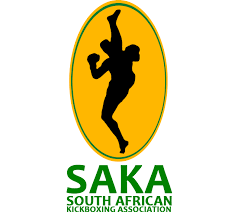 SAKA
SOUTH AFRICAN
KICKBOXING ASSOCIATION